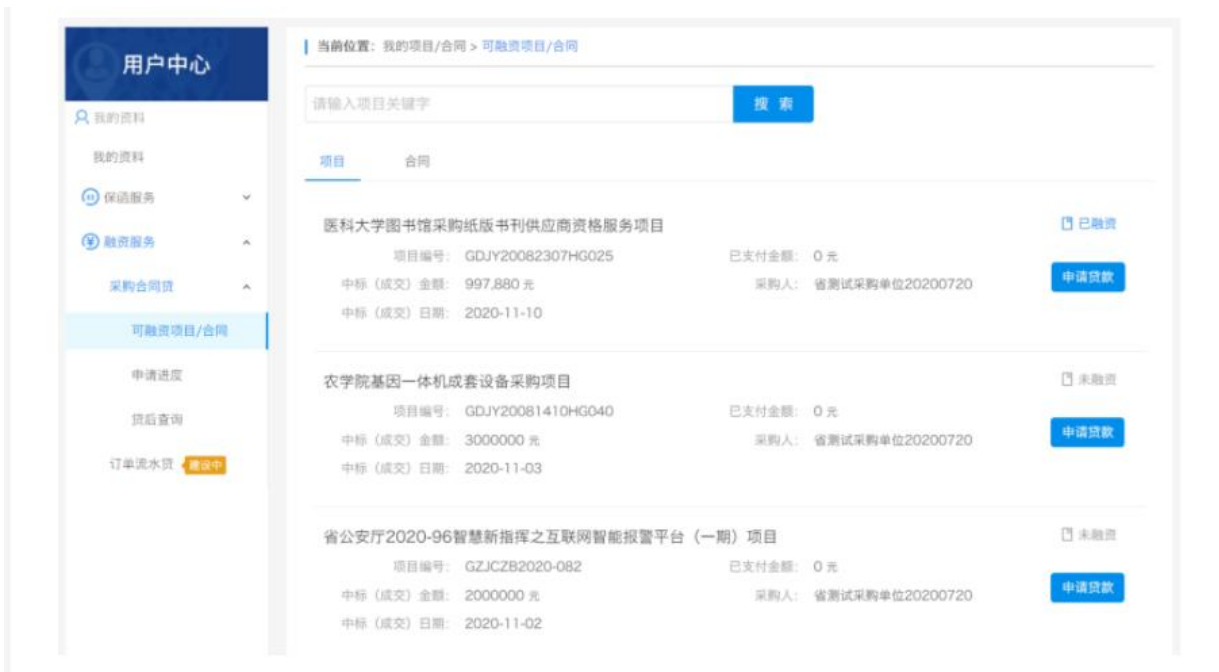 用户中心
当前位置：我的项目/合同 > 可融资项目/合同
请输入项目关键字
搜 索
我的资料
我的资料
保函服务
融资服务
采购合同贷
可融资项目/合同
申请进度
贷后查询
订单流水贷 建设中
项目 合同
医科大学图书馆采购纸版书刊供应商资格服务项目 已融资
项目编号： GDJY20082307HG025 已支付金额： 0 元
中标（成交）金额： 997,880 元 采购人： 省测试采购单位20200720 申请贷款
中标（成交）日期： 2020-11-10
农学院基因一体机成套设备采购项目 未融资
项目编号： GDJY20081410HG040 已支付金额： 0 元
中标（成交）金额： 3000000 元 采购人： 省测试采购单位20200720 申请贷款
中标（成交）日期： 2020-11-03
省公安厅2020-96智慧新指挥之互联网智能报警平台（一期）项目 未融资
项目编号： GZJCZB2020-082 已支付金额： 0 元
中标（成交）金额： 2000000 元 采购人： 省测试采购单位20200720 申请贷款
中标（成交）日期： 2020-11-02